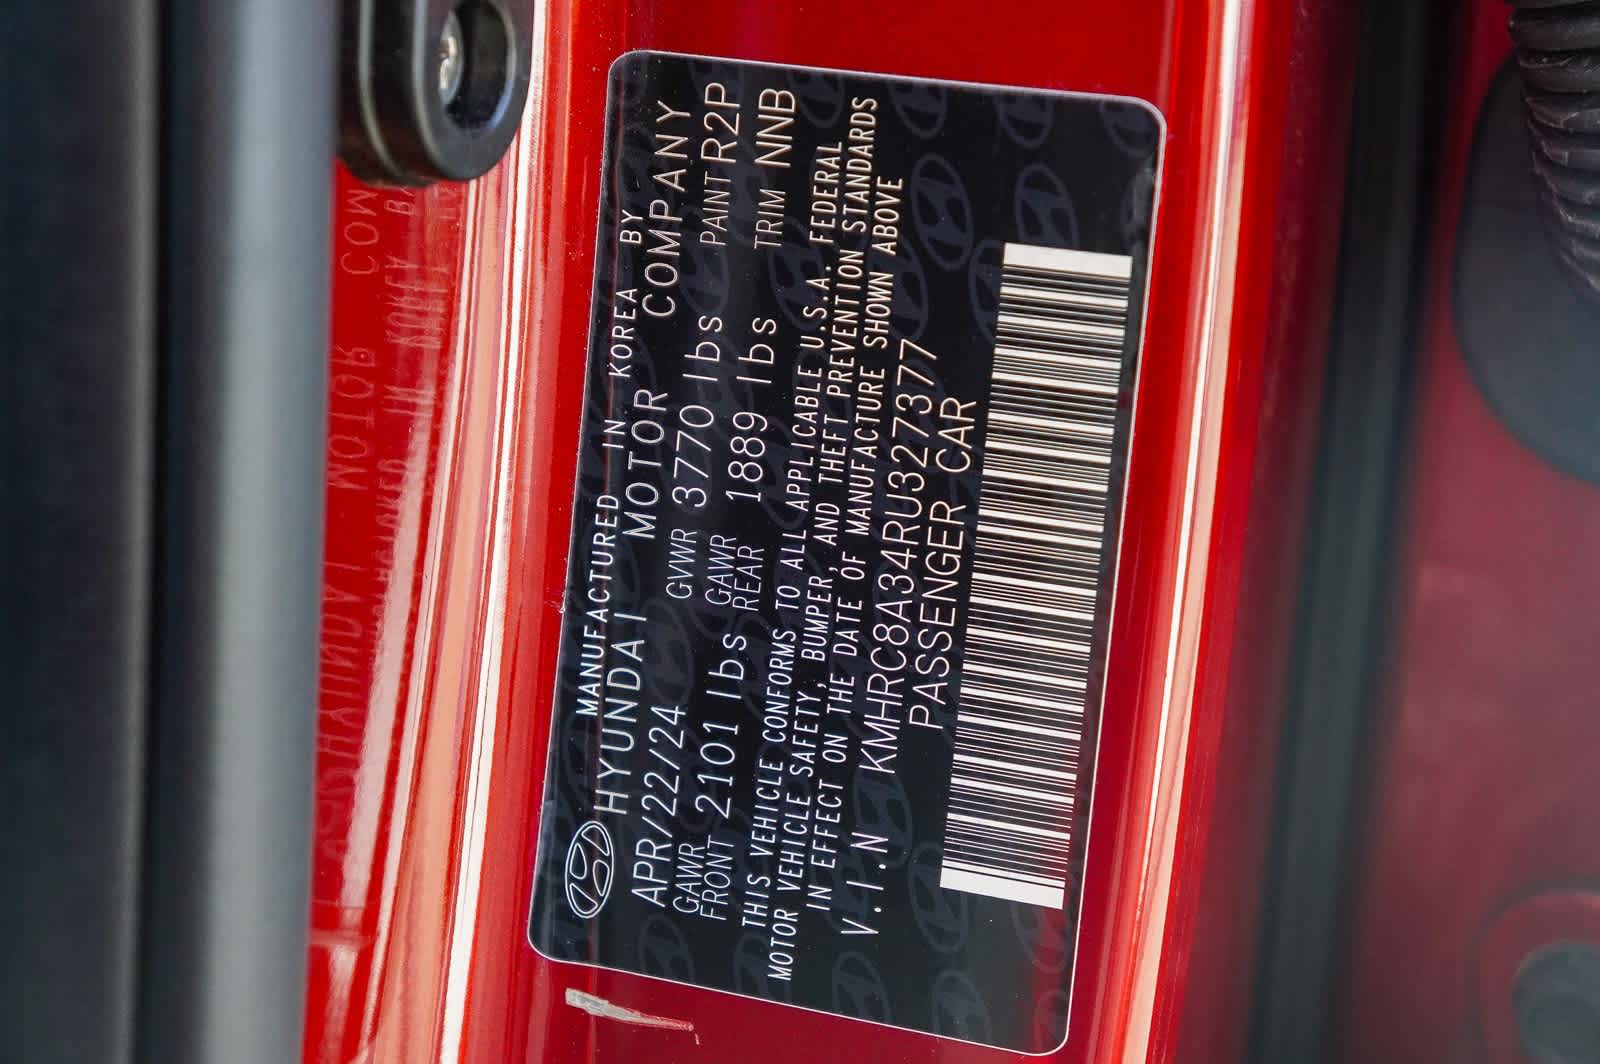 MANUFACTURED IN KOREA BY
HYUNDAI MOTOR COMPANY
APR/22/24 GVWR 3770 lbs PAINT R2P
GAWR FRONT 2101 lbs GAWR REAR 1889 lbs TRIM NNB
THIS VEHICLE CONFORMS TO ALL APPLICABLE U.S.A. FEDERAL
MOTOR VEHICLE SAFETY, BUMPER, AND THEFT PREVENTION STANDARDS
IN EFFECT ON THE DATE OF MANUFACTURE SHOWN ABOVE
V.I.N KMHRC8A34RU327377
PASSENGER CAR